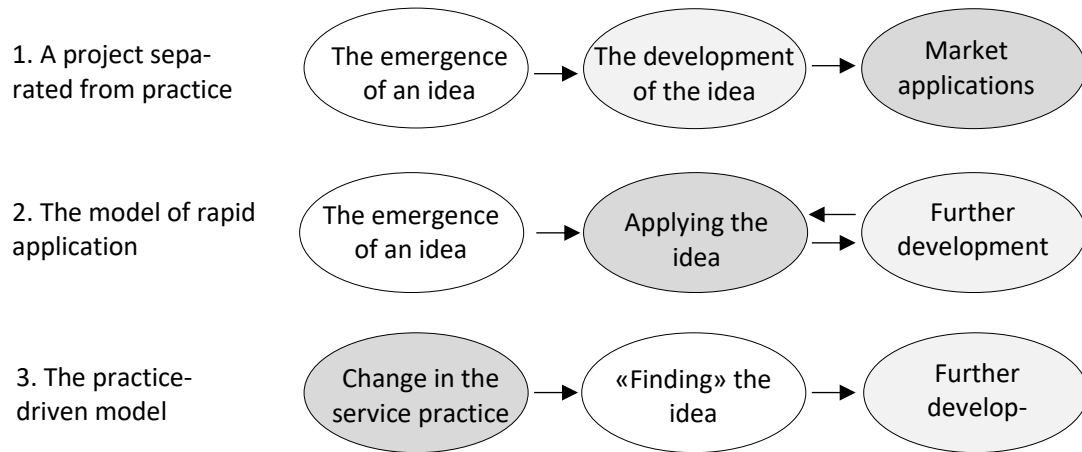 1. A project sepa-
rated from practice
The emergence
of an idea
The development
of the idea
Market
applications
2. The model of rapid
application
The emergence
of an idea
Applying the
idea
Further
development
3. The practice-
driven model
Change in the
service practice
«Finding» the
idea
Further
develop-